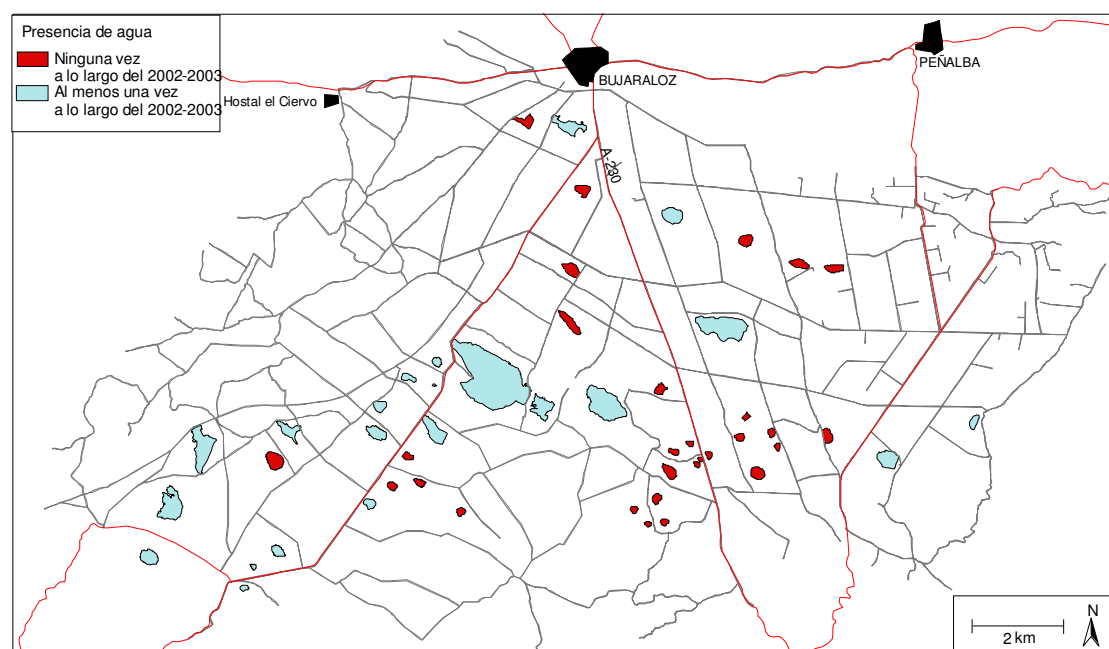 Presencia de agua
Ninguna vez
a lo largo del 2002-2003
Al menos una vez
a lo largo del 2002-2003
PEÑALBA
BUJARALOZ
Hostal el Ciervo
A-230
N
2 km